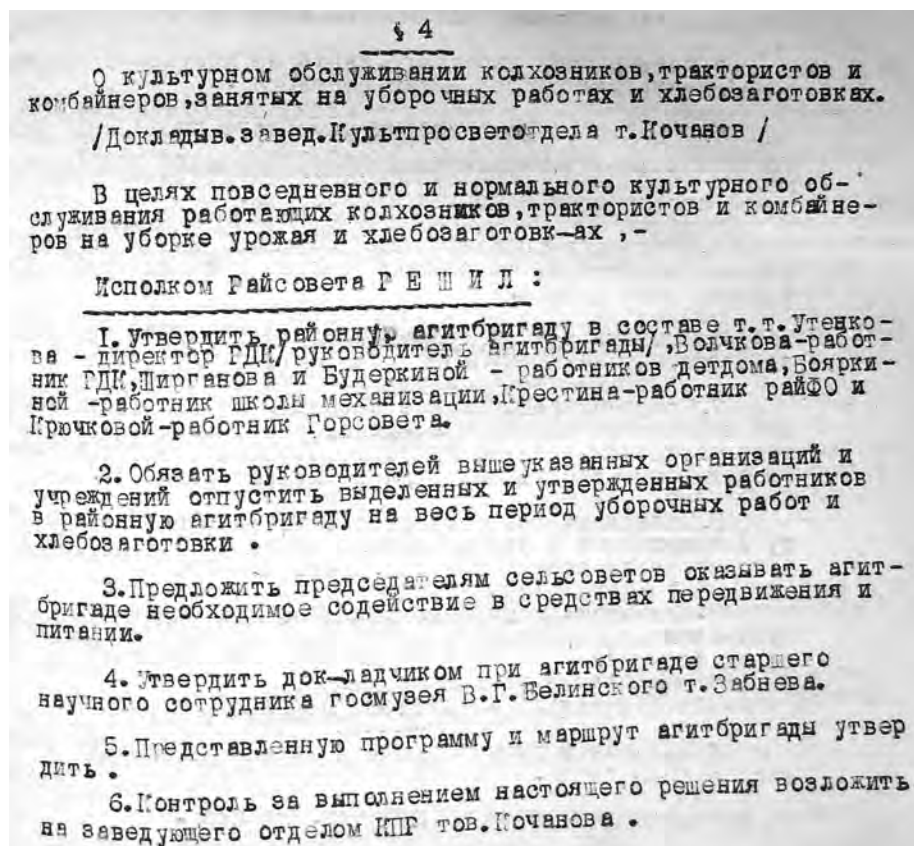 § 4
О культурном обслуживании колхозников,трактористов и
комбайнеров,занятых на уборочных работах и хлебозаготовках.
/Докладыв.завед.Культпросветотдела т.Кочанов /
В целях повседневного и нормального культурного об-
служивания работающих колхозников,трактористов и комбайне-
ров на уборке урожая и хлебозаготовк-ах ,-
Исполком Райсовета Р Е Ш И Л :
I. Утвердить районную агитбригаду в составе т.т.Утенко-
ва - директор РДК/руководитель агитбригады/,Волчкова-работ-
ник РДК,Ширганова и Будеркиной - работников детдома,Боярки-
ной -работник школы механизации,Крестина-работник райФО и
Крючковой-работник Горсовета.
2.Обязать руководителей вышеуказанных организаций и
учреждений отпустить выделенных и утвержденных работников
в районную агитбригаду на весь период уборочных работ и
хлебозаготовки .
3.Предложить председателям сельсоветов оказывать агит-
бригаде необходимое содействие в средствах передвижения и
питании.
4. Утвердить док-ладчиком при агитбригаде старшего
научного сотрудника госмузея В.Г.Белинского т.Забнева.
5.Представленную программу и маршрут агитбригады утвер
дить .
6.Контроль за выполнением настоящего решения возложить
на заведующего отделом КПР тов.Кочанова .